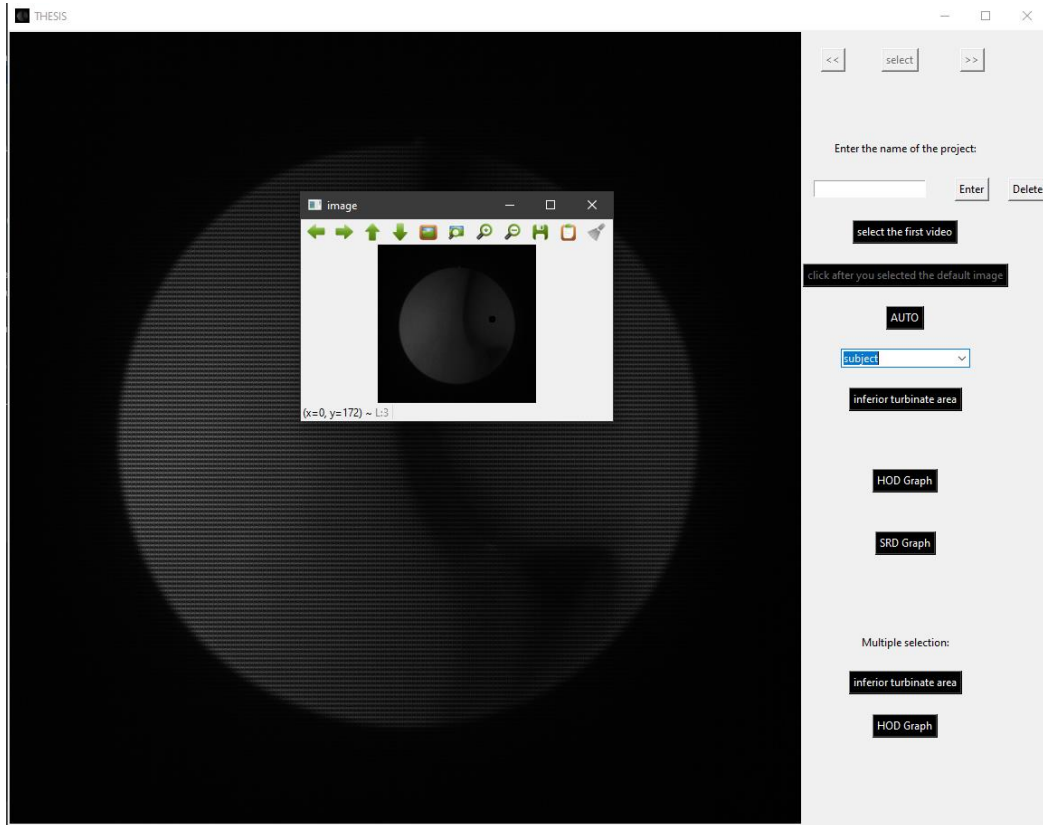 THESIS
<< select >>
Enter the name of the project:
Enter Delete
select the first video
click after you selected the default image
AUTO
subject
inferior turbinate area
HOD Graph
SRD Graph
Multiple selection:
inferior turbinate area
HOD Graph
image
(x=0, y=172) ~ L:3